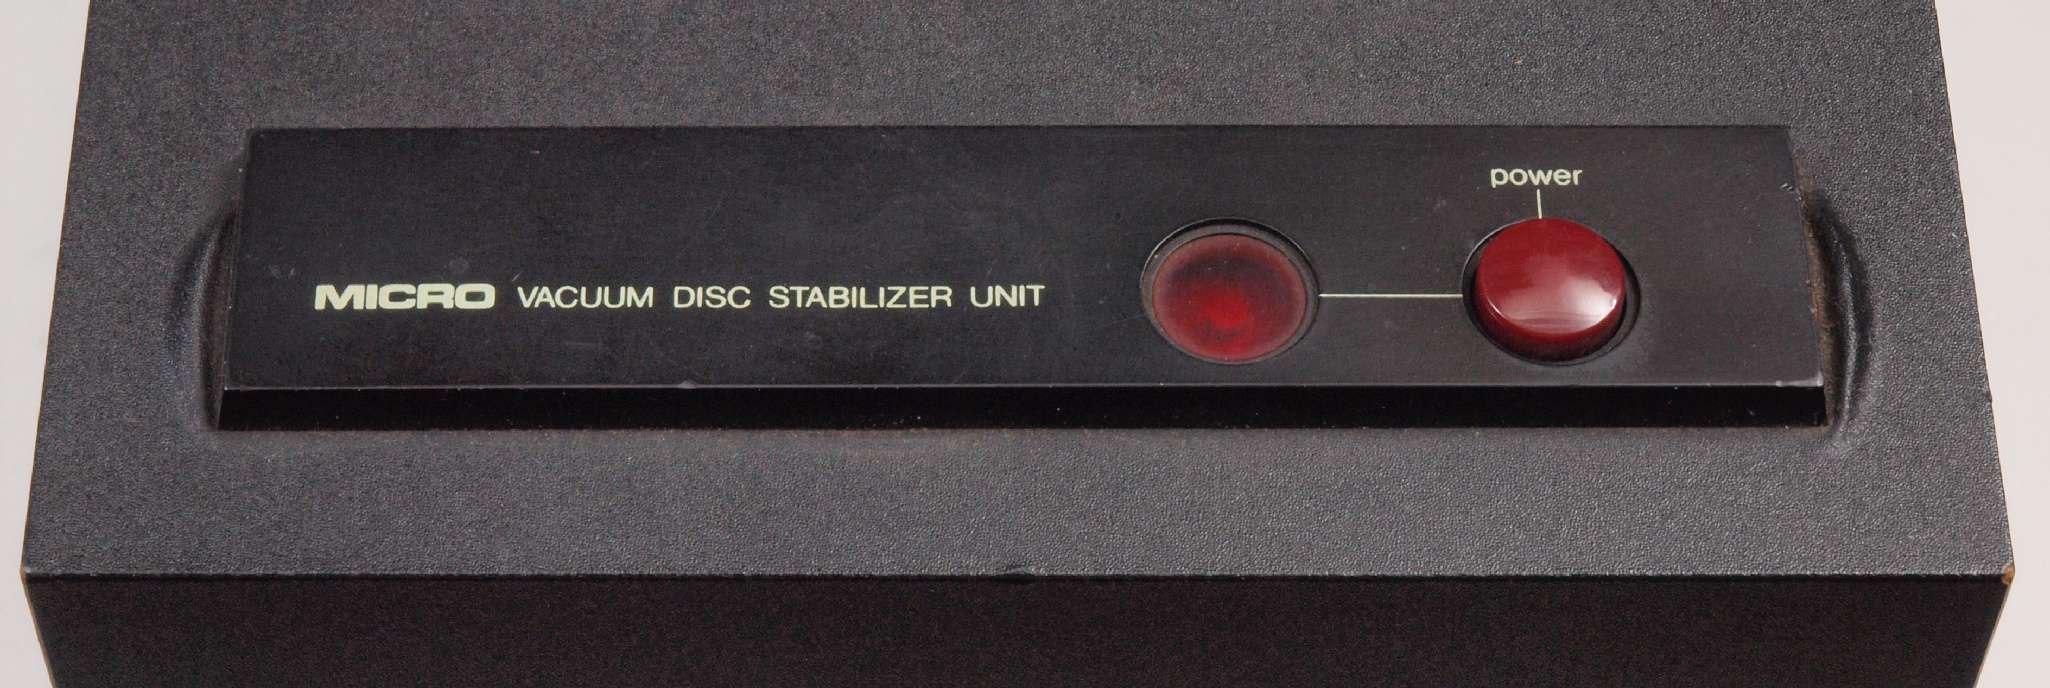 power
MICRO VACUUM DISC STABILIZER UNIT